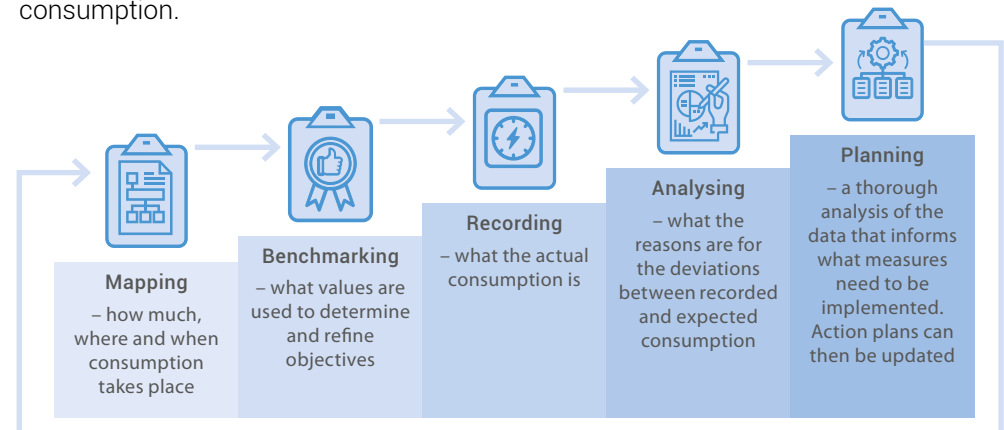 consumption.
Mapping
– how much,
where and when
consumption
takes place
Benchmarking
– what values are
used to determine
and refine
objectives
Recording
– what the actual
consumption is
Analysing
– what the
reasons are for
the deviations
between recorded
and expected
consumption
Planning
– a thorough
analysis of the
data that informs
what measures
need to be
implemented.
Action plans can
then be updated